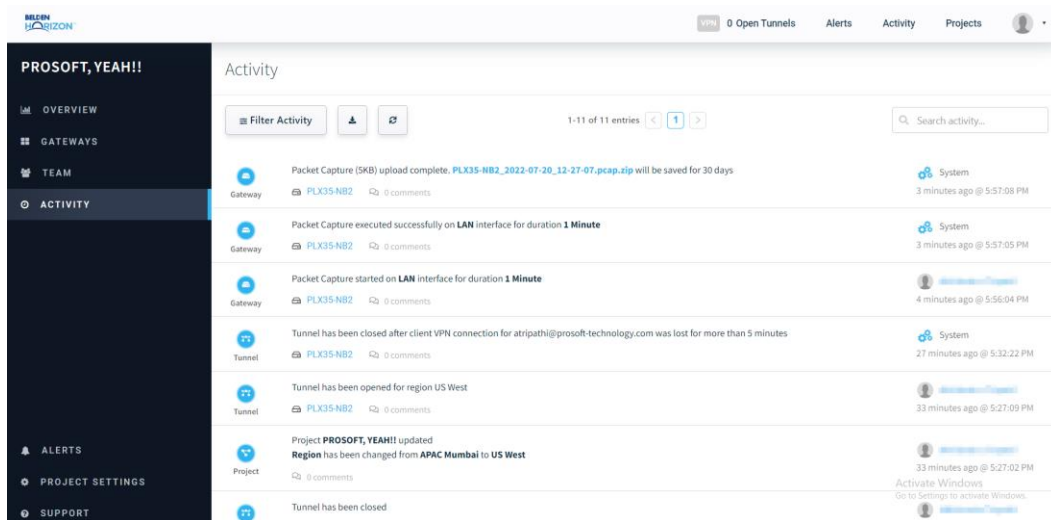 BELDEN
HORIZON
VPN 0 Open Tunnels Alerts Activity Projects
PROSOFT, YEAH!!
OVERVIEW
GATEWAYS
TEAM
ACTIVITY
ALERTS
PROJECT SETTINGS
SUPPORT
Activity
Filter Activity
1-11 of 11 entries < 1 >
Search activity...
Packet Capture (5KB) upload complete. PLX35-NB2_2022-07-20_12-27-07.pcap.zip will be saved for 30 days
Gateway PLX35-NB2 0 comments
System
3 minutes ago @ 5:57:08 PM
Packet Capture executed successfully on LAN interface for duration 1 Minute
Gateway PLX35-NB2 0 comments
System
3 minutes ago @ 5:57:05 PM
Packet Capture started on LAN interface for duration 1 Minute
Gateway PLX35-NB2 0 comments
4 minutes ago @ 5:56:04 PM
Tunnel has been closed after client VPN connection for atripathi@prosoft-technology.com was lost for more than 5 minutes
Tunnel PLX35-NB2 0 comments
System
27 minutes ago @ 5:32:22 PM
Tunnel has been opened for region US West
Tunnel PLX35-NB2 0 comments
33 minutes ago @ 5:27:09 PM
Project PROSOFT, YEAH!! updated
Region has been changed from APAC Mumbai to US West
Project 0 comments
33 minutes ago @ 5:27:02 PM
Activate Windows
Go to Settings to activate Windows.
Tunnel has been closed